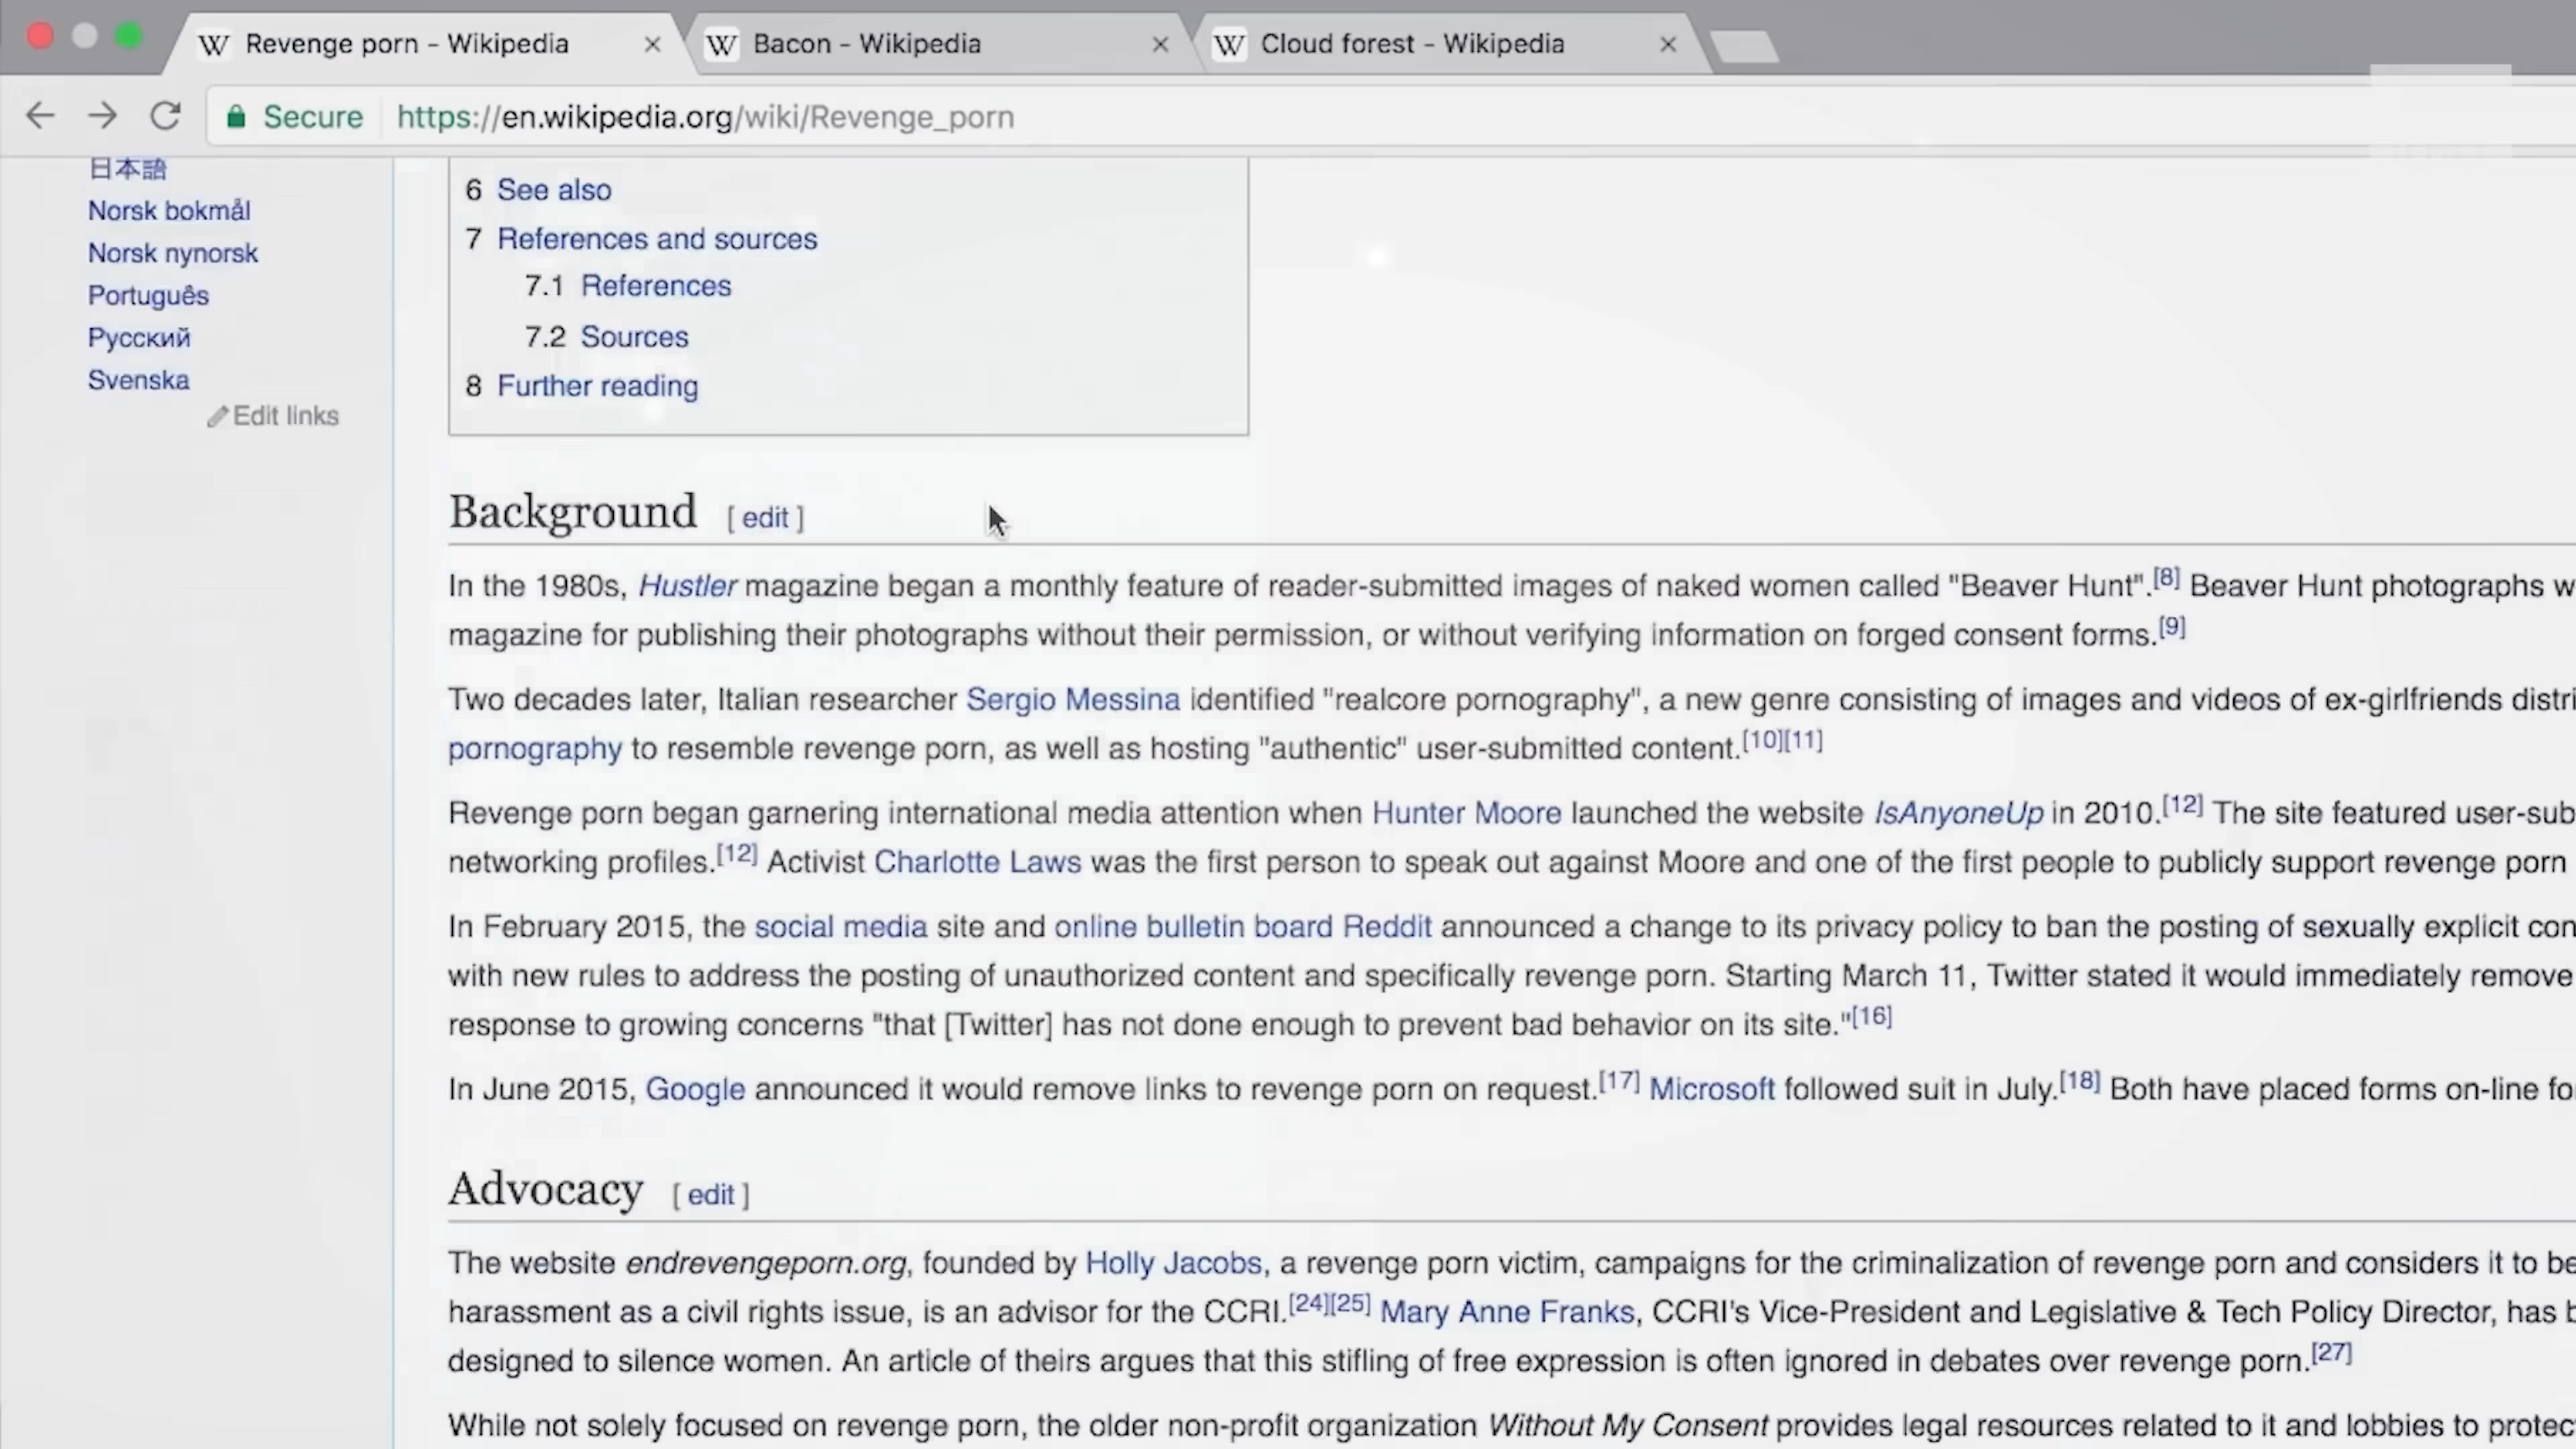 Revenge porn - Wikipedia
Bacon - Wikipedia
Cloud forest - Wikipedia
Secure
https://en.wikipedia.org/wiki/Revenge_porn
日本語
Norsk bokmål
Norsk nynorsk
Português
Русский
Svenska
Edit links
6 See also
7 References and sources
7.1 References
7.2 Sources
8 Further reading
Background [ edit ]
In the 1980s, Hustler magazine began a monthly feature of reader-submitted images of naked women called "Beaver Hunt".[8] Beaver Hunt photographs w
magazine for publishing their photographs without their permission, or without verifying information on forged consent forms.[9]
Two decades later, Italian researcher Sergio Messina identified "realcore pornography", a new genre consisting of images and videos of ex-girlfriends distri
pornography to resemble revenge porn, as well as hosting "authentic" user-submitted content.[10][11]
Revenge porn began garnering international media attention when Hunter Moore launched the website IsAnyoneUp in 2010.[12] The site featured user-sub
networking profiles.[12] Activist Charlotte Laws was the first person to speak out against Moore and one of the first people to publicly support revenge porn
In February 2015, the social media site and online bulletin board Reddit announced a change to its privacy policy to ban the posting of sexually explicit con
with new rules to address the posting of unauthorized content and specifically revenge porn. Starting March 11, Twitter stated it would immediately remove
response to growing concerns "that [Twitter] has not done enough to prevent bad behavior on its site."[16]
In June 2015, Google announced it would remove links to revenge porn on request.[17] Microsoft followed suit in July.[18] Both have placed forms on-line fo
Advocacy [ edit ]
The website endrevengeporn.org, founded by Holly Jacobs, a revenge porn victim, campaigns for the criminalization of revenge porn and considers it to be
harassment as a civil rights issue, is an advisor for the CCRI.[24][25] Mary Anne Franks, CCRI's Vice-President and Legislative & Tech Policy Director, has b
designed to silence women. An article of theirs argues that this stifling of free expression is often ignored in debates over revenge porn.[27]
While not solely focused on revenge porn, the older non-profit organization Without My Consent provides legal resources related to it and lobbies to protec